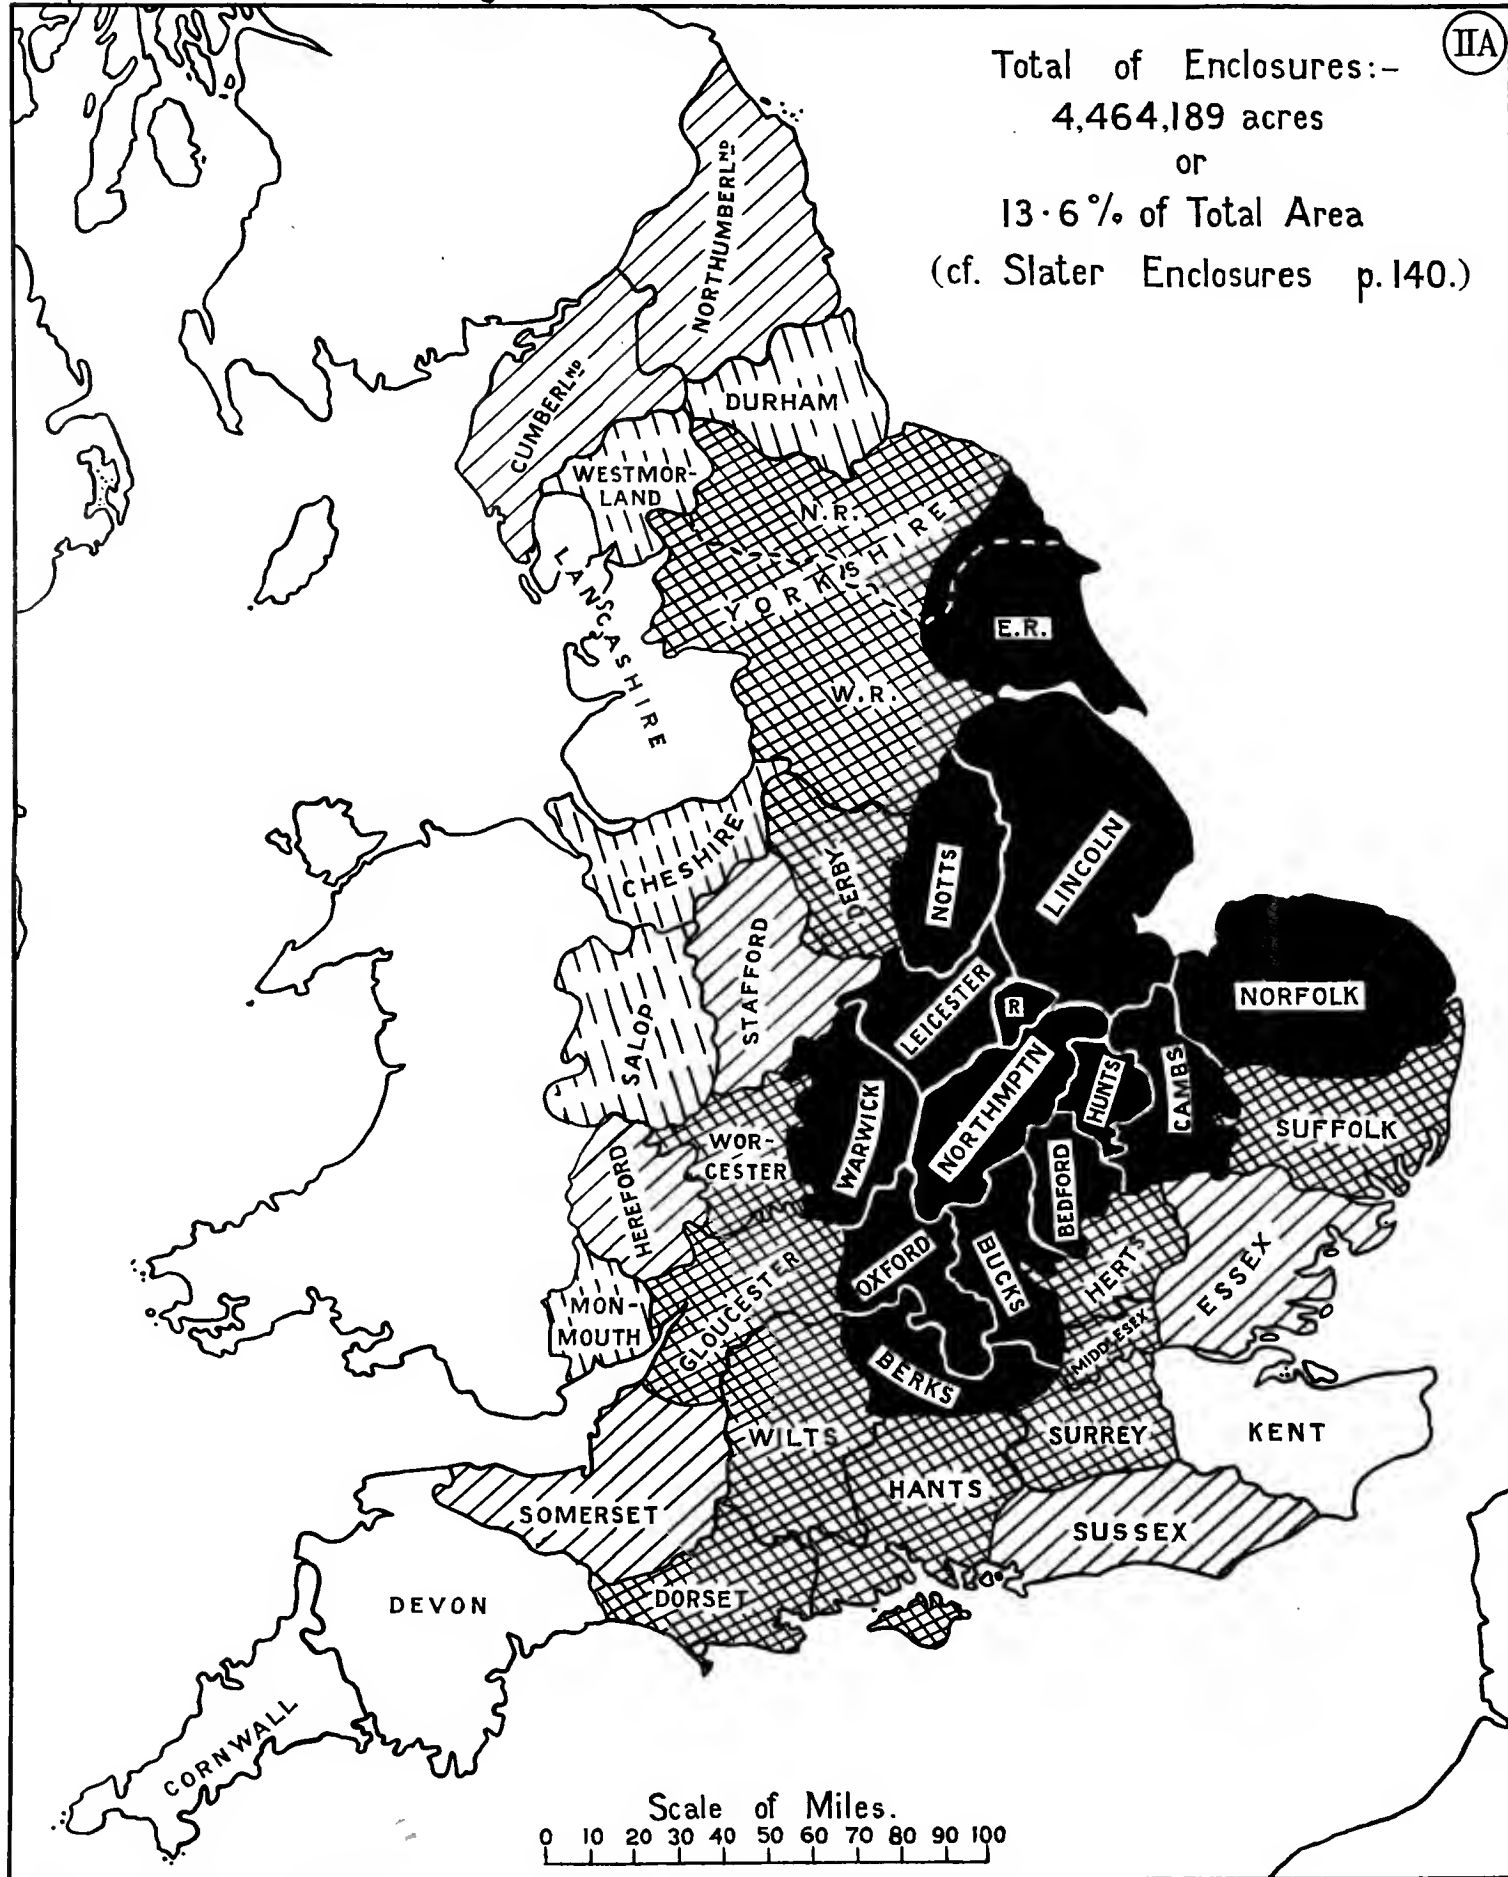 IIA
Total of Enclosures:-
4,464,189 acres
or
13·6% of Total Area
(cf. Slater Enclosures p. 140.)
NORTHUMBERLND
CUMBERLND
DURHAM
WESTMOR-
LAND
N.R.
YORKSHIRE
E.R.
W.R.
LANCASHIRE
CHESHIRE
DERBY
NOTTS
LINCOLN
STAFFORD
SALOP
LEICESTER
R
NORFOLK
NORTHMPTN
HUNTS
CAMBS
WARWICK
WOR-
CESTER
SUFFOLK
HEREFORD
BEDFORD
OXFORD
BUCKS
HERTS
ESSEX
MON-
MOUTH
GLOUCESTER
MIDDLESEX
BERKS
WILTS
SURREY
KENT
HANTS
SOMERSET
SUSSEX
DORSET
DEVON
CORNWALL
Scale of Miles.
0 10 20 30 40 50 60 70 80 90 100